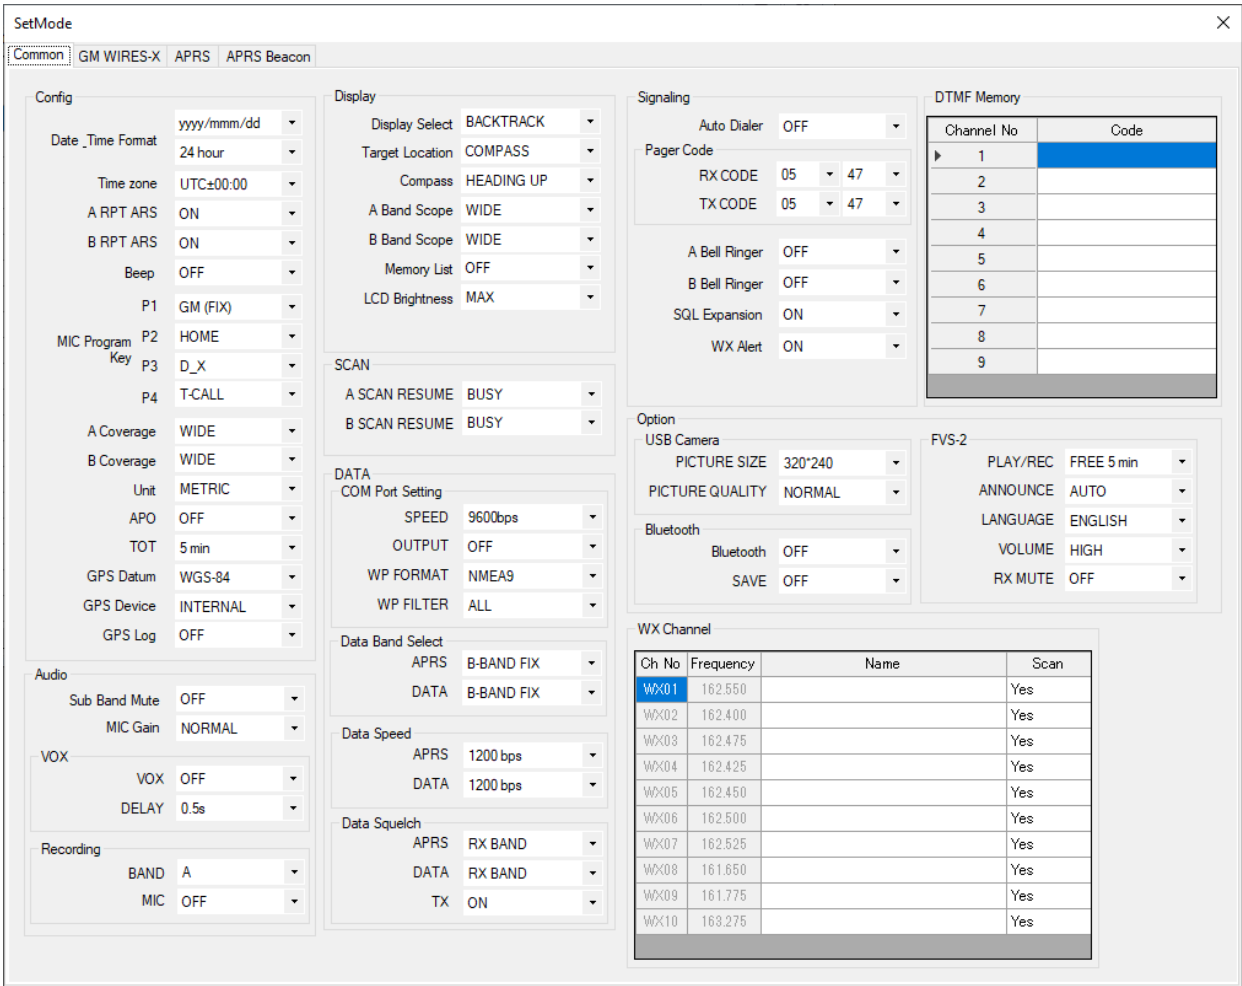 SetMode
Common GM WIRES-X APRS APRS Beacon
Config
Date_Time Format yyyy/mmm/dd
24 hour
Time zone UTC±00:00
A RPT ARS ON
B RPT ARS ON
Beep OFF
MIC Program Key
P1 GM (FIX)
P2 HOME
P3 D_X
P4 T-CALL
A Coverage WIDE
B Coverage WIDE
Unit METRIC
APO OFF
TOT 5 min
GPS Datum WGS-84
GPS Device INTERNAL
GPS Log OFF
Audio
Sub Band Mute OFF
MIC Gain NORMAL
VOX
VOX OFF
DELAY 0.5s
Recording
BAND A
MIC OFF
Display
Display Select BACKTRACK
Target Location COMPASS
Compass HEADING UP
A Band Scope WIDE
B Band Scope WIDE
Memory List OFF
LCD Brightness MAX
SCAN
A SCAN RESUME BUSY
B SCAN RESUME BUSY
DATA
COM Port Setting
SPEED 9600bps
OUTPUT OFF
WP FORMAT NMEA9
WP FILTER ALL
Data Band Select
APRS B-BAND FIX
DATA B-BAND FIX
Data Speed
APRS 1200 bps
DATA 1200 bps
Data Squelch
APRS RX BAND
DATA RX BAND
TX ON
Signaling
Auto Dialer OFF
Pager Code
RX CODE 05 47
TX CODE 05 47
A Bell Ringer OFF
B Bell Ringer OFF
SQL Expansion ON
WX Alert ON
DTMF Memory
Channel No Code
1
2
3
4
5
6
7
8
9
Option
USB Camera
PICTURE SIZE 320*240
PICTURE QUALITY NORMAL
Bluetooth
Bluetooth OFF
SAVE OFF
FVS-2
PLAY/REC FREE 5 min
ANNOUNCE AUTO
LANGUAGE ENGLISH
VOLUME HIGH
RX MUTE OFF
WX Channel
Ch No Frequency Name Scan
WX01 162.550 Yes
WX02 162.400 Yes
WX03 162.475 Yes
WX04 162.425 Yes
WX05 162.450 Yes
WX06 162.500 Yes
WX07 162.525 Yes
WX08 161.650 Yes
WX09 161.775 Yes
WX10 163.275 Yes